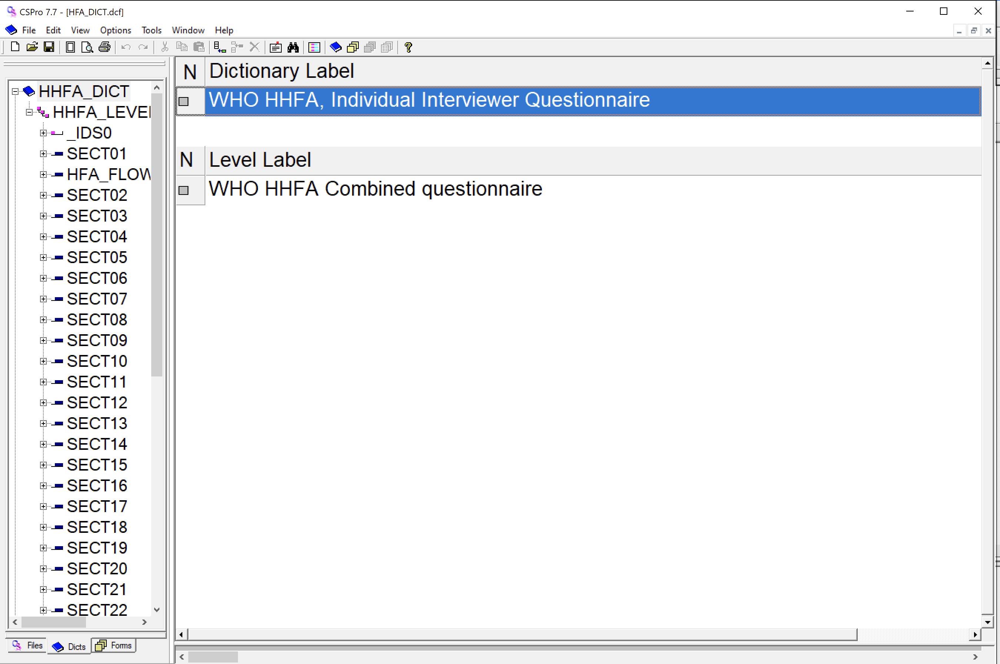 CSPro 7.7 - [HFA_DICT.dcf]
File Edit View Options Tools Window Help
N Dictionary Label
WHO HHFA, Individual Interviewer Questionnaire
N Level Label
WHO HHFA Combined questionnaire
HHFA_DICT
HHFA_LEVE
_IDS0
SECT01
HFA_FLOW
SECT02
SECT03
SECT04
SECT05
SECT06
SECT07
SECT08
SECT09
SECT10
SECT11
SECT12
SECT13
SECT14
SECT15
SECT16
SECT17
SECT18
SECT19
SECT20
SECT21
SECT22
Files Dicts Forms